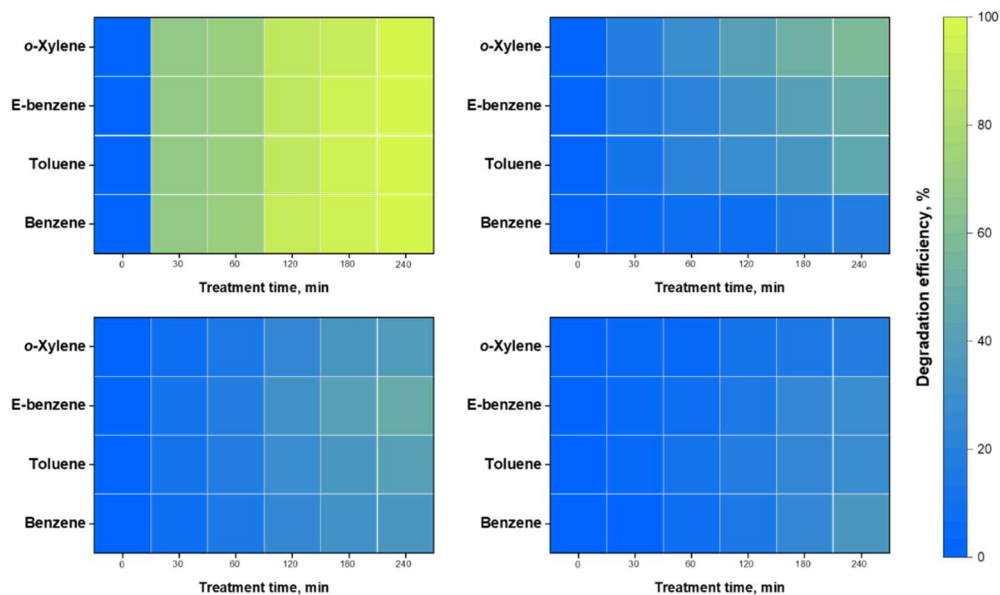 o-Xylene
E-benzene
Toluene
Benzene
0 30 60 120 180 240
Treatment time, min
o-Xylene
E-benzene
Toluene
Benzene
0 30 60 120 180 240
Treatment time, min
o-Xylene
E-benzene
Toluene
Benzene
0 30 60 120 180 240
Treatment time, min
o-Xylene
E-benzene
Toluene
Benzene
0 30 60 120 180 240
Treatment time, min
100
80
60
40
20
0
Degradation efficiency, %